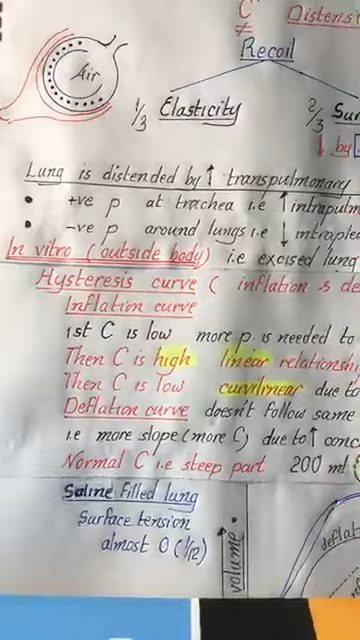 C Distensi
≠
Recoil
Air
1/3 Elasticity 2/3 Sur
↓ by
Lung is distended by ↑ transpulmonary
• +ve p at trachea i.e ↑ intrapulm
• -ve p around lungs i.e ↓ intraple
In vitro (outside body) i.e excised lung
Hysteresis curve ( inflation & de
Inflation curve
1st C is low more p. is needed to
Then C is high linear relationshi
Then C is low curvilinear due to
Deflation curve doesn't follow same
i.e more slope (more C) due to ↑ conc
Normal C i.e steep part 200 ml
Saline Filled lung
Surface tension
almost 0 (1/12)
volume.
deflat